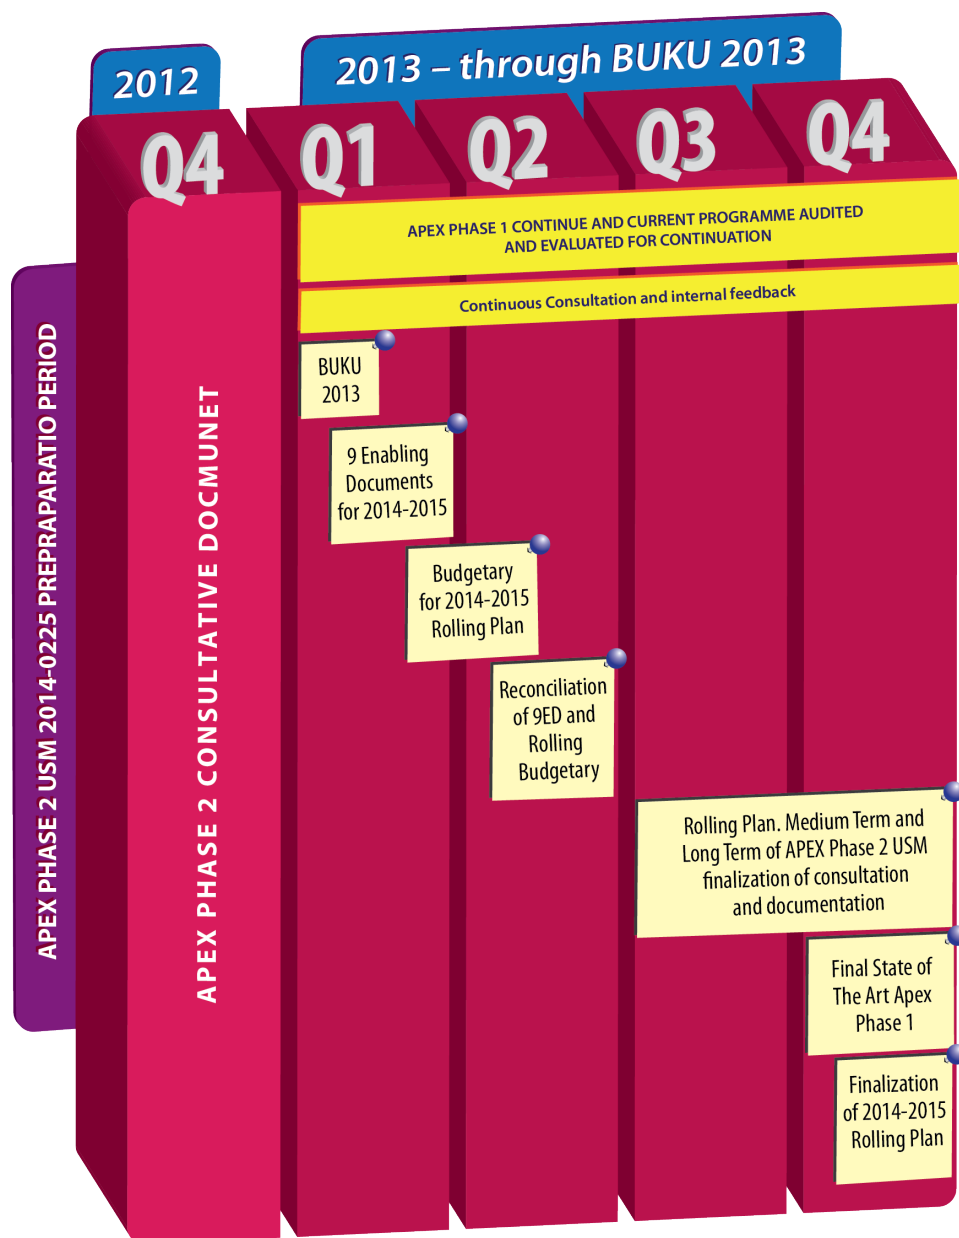 2012
2013 – through BUKU 2013
Q4
Q1
Q2
Q3
Q4
APEX PHASE 1 CONTINUE AND CURRENT PROGRAMME AUDITED
AND EVALUATED FOR CONTINUATION
Continuous Consultation and internal feedback
APEX PHASE 2 USM 2014-0225 PREPRAPARATIO PERIOD
APEX PHASE 2 CONSULTATIVE DOCMUNET
BUKU
2013
9 Enabling
Documents
for 2014-2015
Budgetary
for 2014-2015
Rolling Plan
Reconciliation
of 9ED and
Rolling
Budgetary
Rolling Plan. Medium Term and
Long Term of APEX Phase 2 USM
finalization of consultation
and documentation
Final State of
The Art Apex
Phase 1
Finalization
of 2014-2015
Rolling Plan